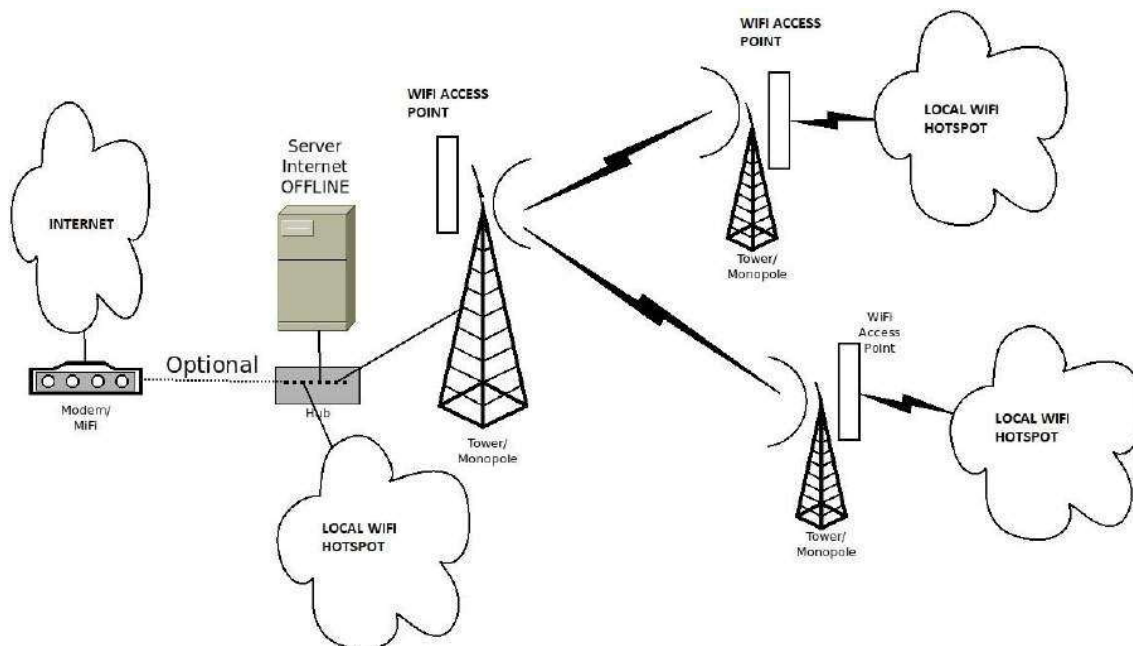 WIFI ACCESS
POINT
WIFI ACCESS
POINT
LOCAL WIFI
HOTSPOT
Server
Internet
OFFLINE
INTERNET
Tower/
Monopole
WiFi
Access
Point
Optional
Modem/
MiFi
Hub
LOCAL WIFI
HOTSPOT
Tower/
Monopole
LOCAL WIFI
HOTSPOT
Tower/
Monopole